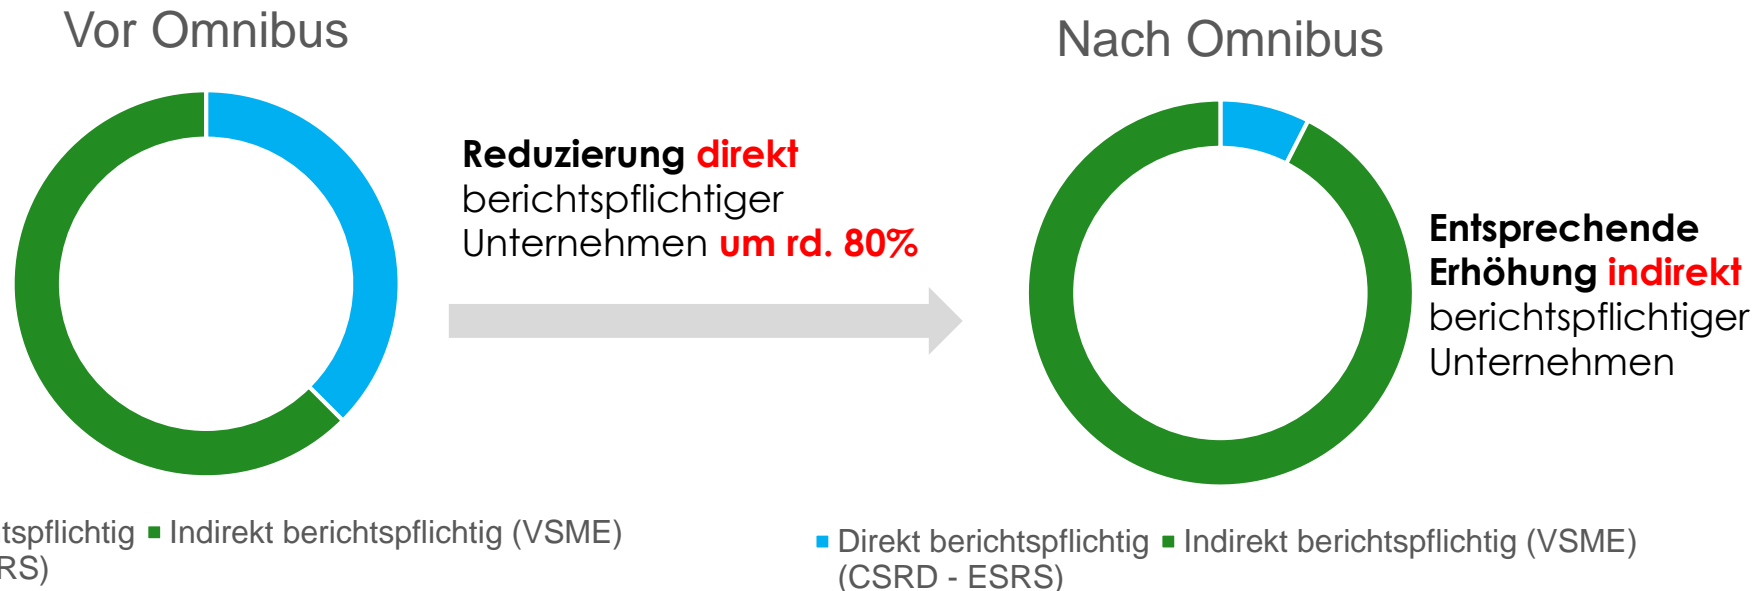 Vor Omnibus
Reduzierung direkt
berichtspflichtiger
Unternehmen um rd. 80%
tspflichtig Indirekt berichtspflichtig (VSME)
RS)
Nach Omnibus
Entsprechende
Erhöhung indirekt
berichtspflichtiger
Unternehmen
Direkt berichtspflichtig Indirekt berichtspflichtig (VSME)
(CSRD - ESRS)